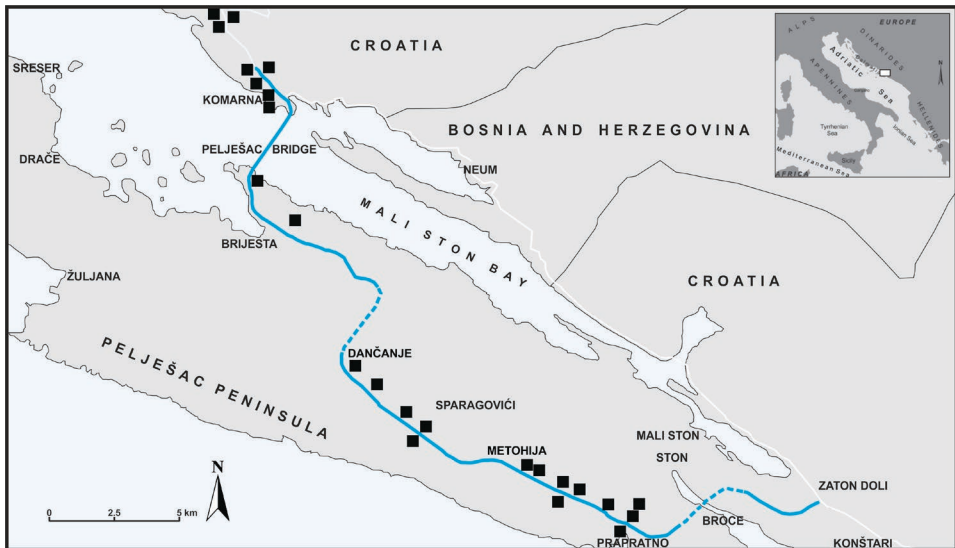 CROATIA
SRESER
KOMARNA
BOSNIA AND HERZEGOVINA
PELJEŠAC BRIDGE
DRAČE
NEUM
MALI STON BAY
BRIJESTA
ŽULJANA
CROATIA
PELJEŠAC PENINSULA
DANČANJE
SPARAGOVIĆI
MALI STON
STON
METOHIJA
ZATON DOLI
BROCE
PRAPRATNO
KONŠTARI
N
0 2,5 5 km
EUROPE
ALPS
DINARIDES
Adriatic
Sea
APENNINES
HELLENIDES
Tyrrhenian
Sea
Ionian Sea
Sicily
Mediterranean Sea
AFRICA
N